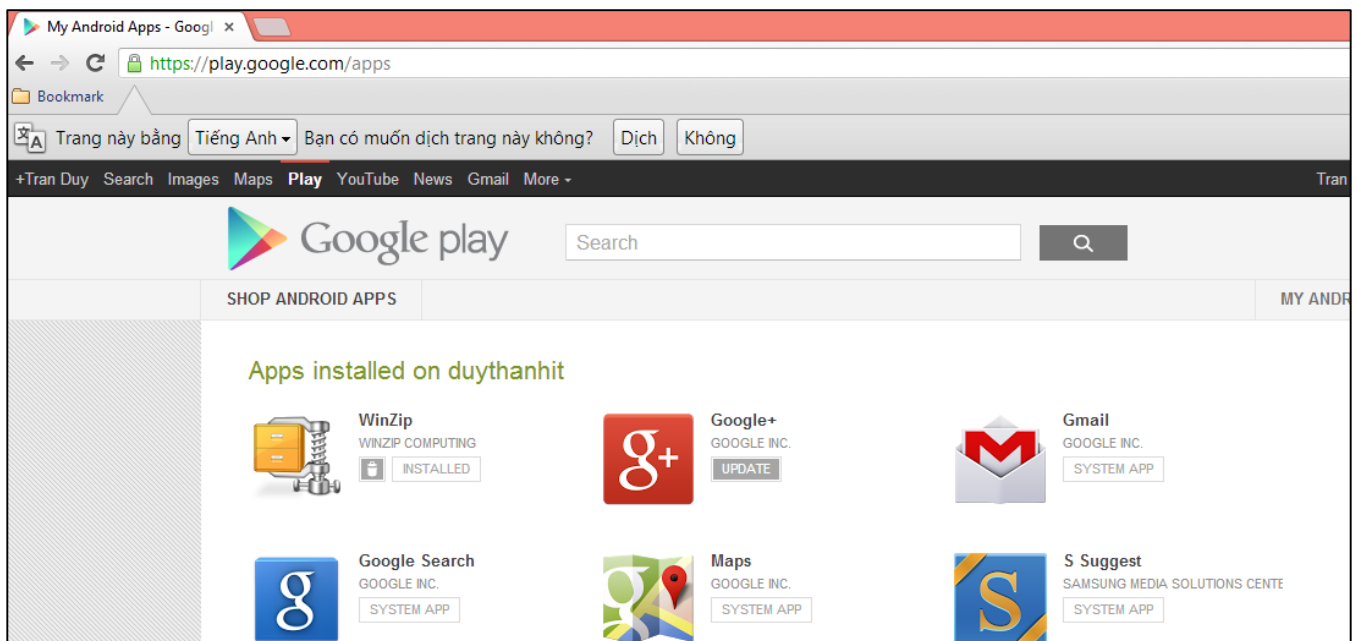 My Android Apps - Googl
https://play.google.com/apps
Bookmark
Trang này bằng Tiếng Anh Bạn có muốn dịch trang này không? Dịch Không
+Tran Duy Search Images Maps Play YouTube News Gmail More Tran
Google play Search
SHOP ANDROID APPS MY ANDR
Apps installed on duythanhit
WinZip Google+ Gmail
WINZIP COMPUTING GOOGLE INC. GOOGLE INC.
INSTALLED UPDATE SYSTEM APP
Google Search Maps S Suggest
GOOGLE INC. GOOGLE INC. SAMSUNG MEDIA SOLUTIONS CENTE
SYSTEM APP SYSTEM APP SYSTEM APP